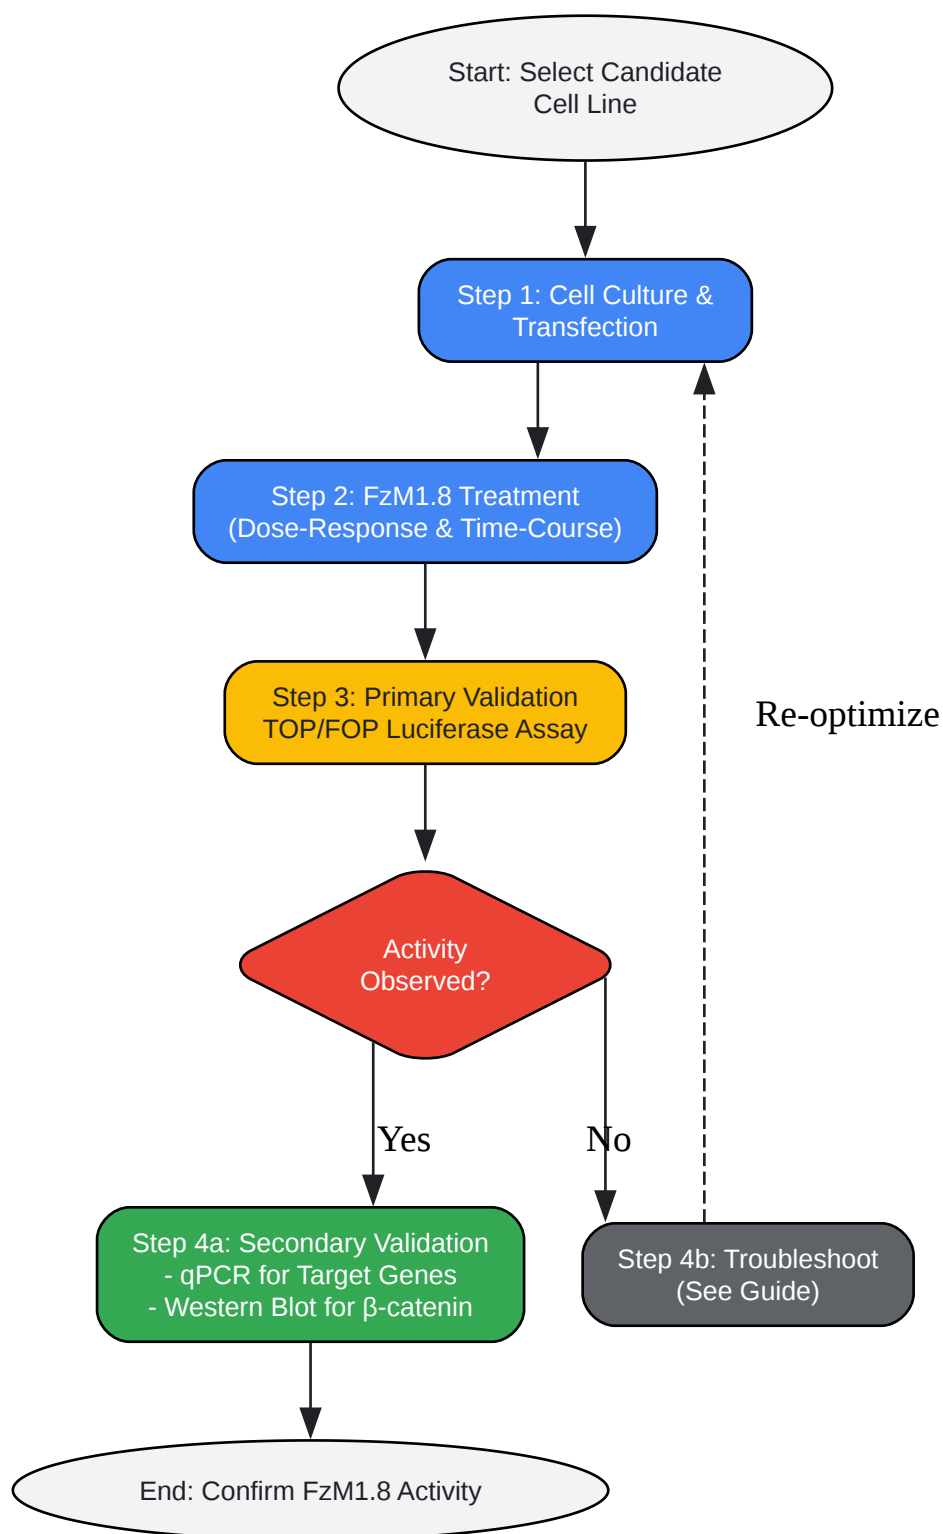 Start: Select Candidate
Cell Line
Step 1: Cell Culture &
Transfection
Step 2: FzM1.8 Treatment
(Dose-Response & Time-Course)
Step 3: Primary Validation
TOP/FOP Luciferase Assay
Re-optimize
Activity
Observed?
Yes
No
Step 4a: Secondary Validation
- qPCR for Target Genes
- Western Blot for β-catenin
Step 4b: Troubleshoot
(See Guide)
End: Confirm FzM1.8 Activity